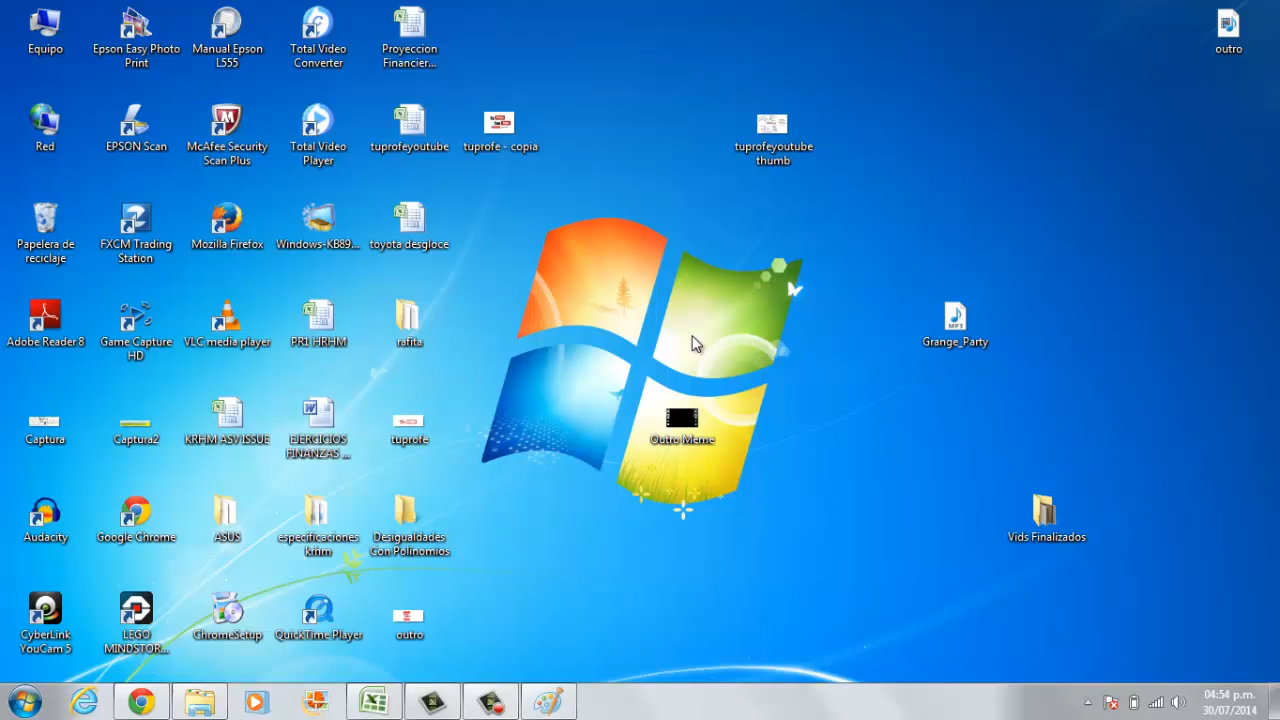 Equipo
Epson Easy Photo
Print
Manual Epson
L555
Total Video
Converter
Proyeccion
Financier...
outro
Red
EPSON Scan
McAfee Security
Scan Plus
Total Video
Player
tuprofeyoutube
tuprofe - copia
tuprofeyoutube
thumb
Papelera de
reciclaje
FXCM Trading
Station
Mozilla Firefox
Windows-KB89...
toyota desgloce
Adobe Reader 8
Game Capture
HD
VLC media player
PR1 HRHM
rafita
Grange_Party
Captura
Captura2
KRHM ASV ISSUE
EJERCICIOS
FINANZAS ...
tuprofe
Outro Meme
Audacity
Google Chrome
ASUS
especificaciones
krhm
Desigualdades
Con Polinomios
Vids Finalizados
CyberLink
YouCam 5
LEGO
MINDSTOR...
ChromeSetup
QuickTime Player
outro
04:54 p.m.
30/07/2014